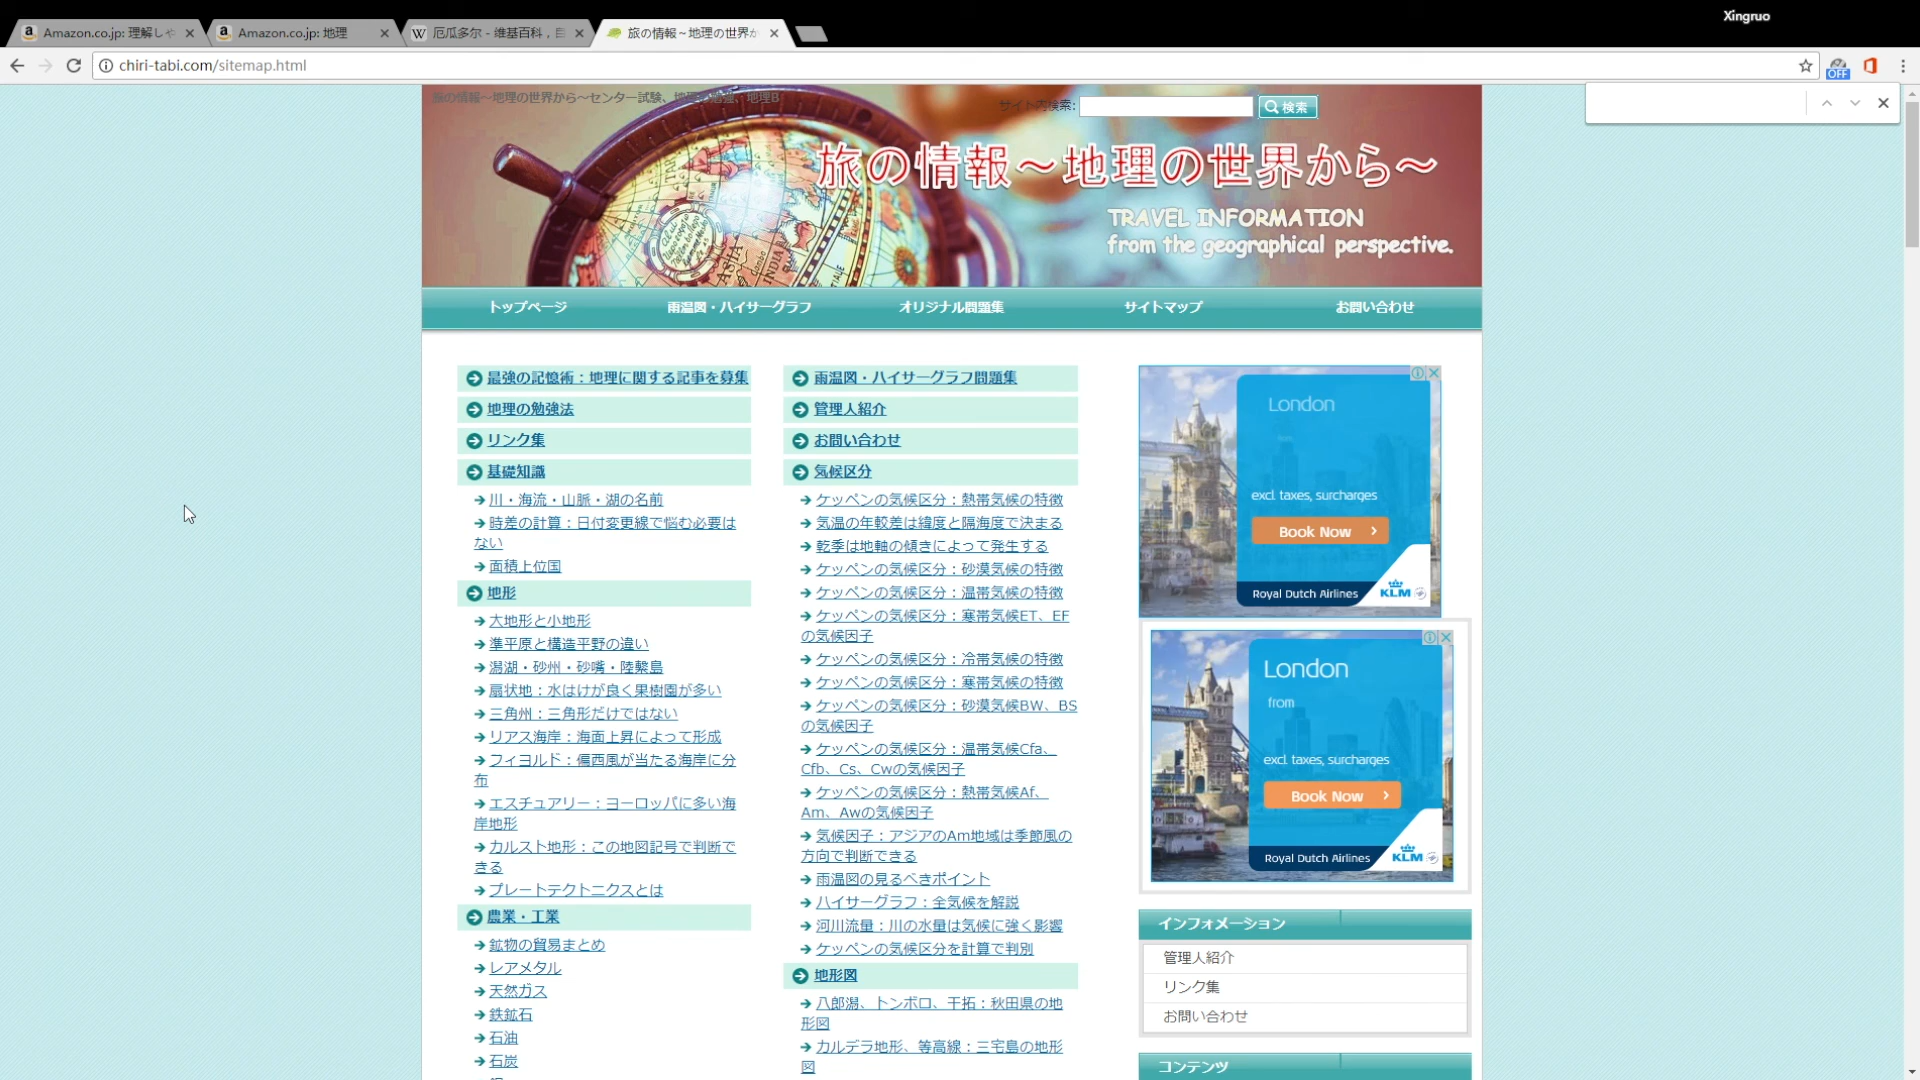 Xingruo
Amazon.co.jp: 理解しや
Amazon.co.jp: 地理
厄瓜多尔 - 维基百科，自
旅の情報～地理の世界か
chiri-tabi.com/sitemap.html
OFF
サイト内検索:
検索
旅の情報～地理の世界から～
TRAVEL INFORMATION
from the geographical perspective.
トップページ
雨温図・ハイサーグラフ
オリジナル問題集
サイトマップ
お問い合わせ
最強の記憶術：地理に関する記事を募集
地理の勉強法
リンク集
基礎知識
川・海流・山脈・湖の名前
時差の計算：日付変更線で悩む必要は
ない
面積上位国
地形
大地形と小地形
準平原と構造平野の違い
潟湖・砂州・砂嘴・陸繋島
扇状地：水はけが良く果樹園が多い
三角州：三角形だけではない
リアス海岸：海面上昇によって形成
フィヨルド：偏西風が当たる海岸に分
布
エスチュアリー：ヨーロッパに多い海
岸地形
カルスト地形：この地図記号で判断で
きる
プレートテクトニクスとは
農業・工業
鉱物の貿易まとめ
レアメタル
天然ガス
鉄鉱石
石油
石炭
雨温図・ハイサーグラフ問題集
管理人紹介
お問い合わせ
気候区分
ケッペンの気候区分：熱帯気候の特徴
気温の年較差は緯度と隔海度で決まる
乾季は地軸の傾きによって発生する
ケッペンの気候区分：砂漠気候の特徴
ケッペンの気候区分：温帯気候の特徴
ケッペンの気候区分：寒帯気候ET、EF
の気候因子
ケッペンの気候区分：冷帯気候の特徴
ケッペンの気候区分：寒帯気候の特徴
ケッペンの気候区分：砂漠気候BW、BS
の気候因子
ケッペンの気候区分：温帯気候Cfa、
Cfb、Cs、Cwの気候因子
ケッペンの気候区分：熱帯気候Af、
Am、Awの気候因子
気候因子：アジアのAm地域は季節風の
方向で判断できる
雨温図の見るべきポイント
ハイサーグラフ：全気候を解説
河川流量：川の水量は気候に強く影響
ケッペンの気候区分を計算で判別
地形図
八郎潟、トンボロ、干拓：秋田県の地
形図
カルデラ地形、等高線：三宅島の地形
図
London
excl. taxes, surcharges
Book Now
Royal Dutch Airlines
KLM
London
from
excl. taxes, surcharges
Book Now
Royal Dutch Airlines
KLM
インフォメーション
管理人紹介
リンク集
お問い合わせ
コンテンツ